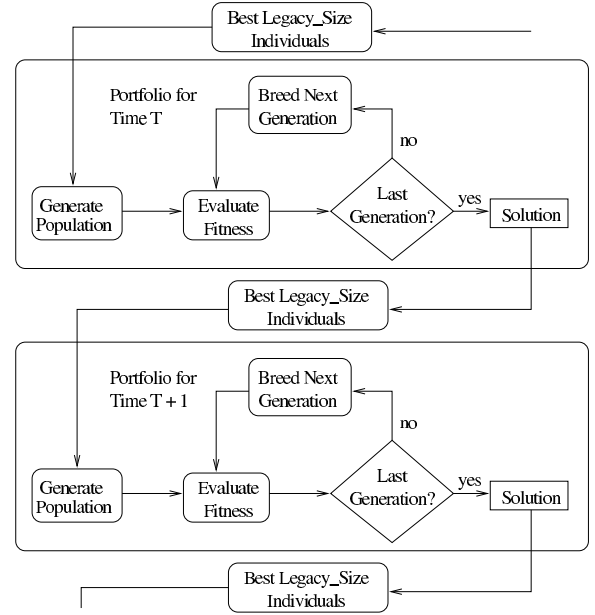 Best Legacy_Size
Individuals
Portfolio for
Time T
Breed Next
Generation
no
Generate
Population
Evaluate
Fitness
Last
Generation?
yes
Solution
Best Legacy_Size
Individuals
Portfolio for
Time T + 1
Breed Next
Generation
no
Generate
Population
Evaluate
Fitness
Last
Generation?
yes
Solution
Best Legacy_Size
Individuals